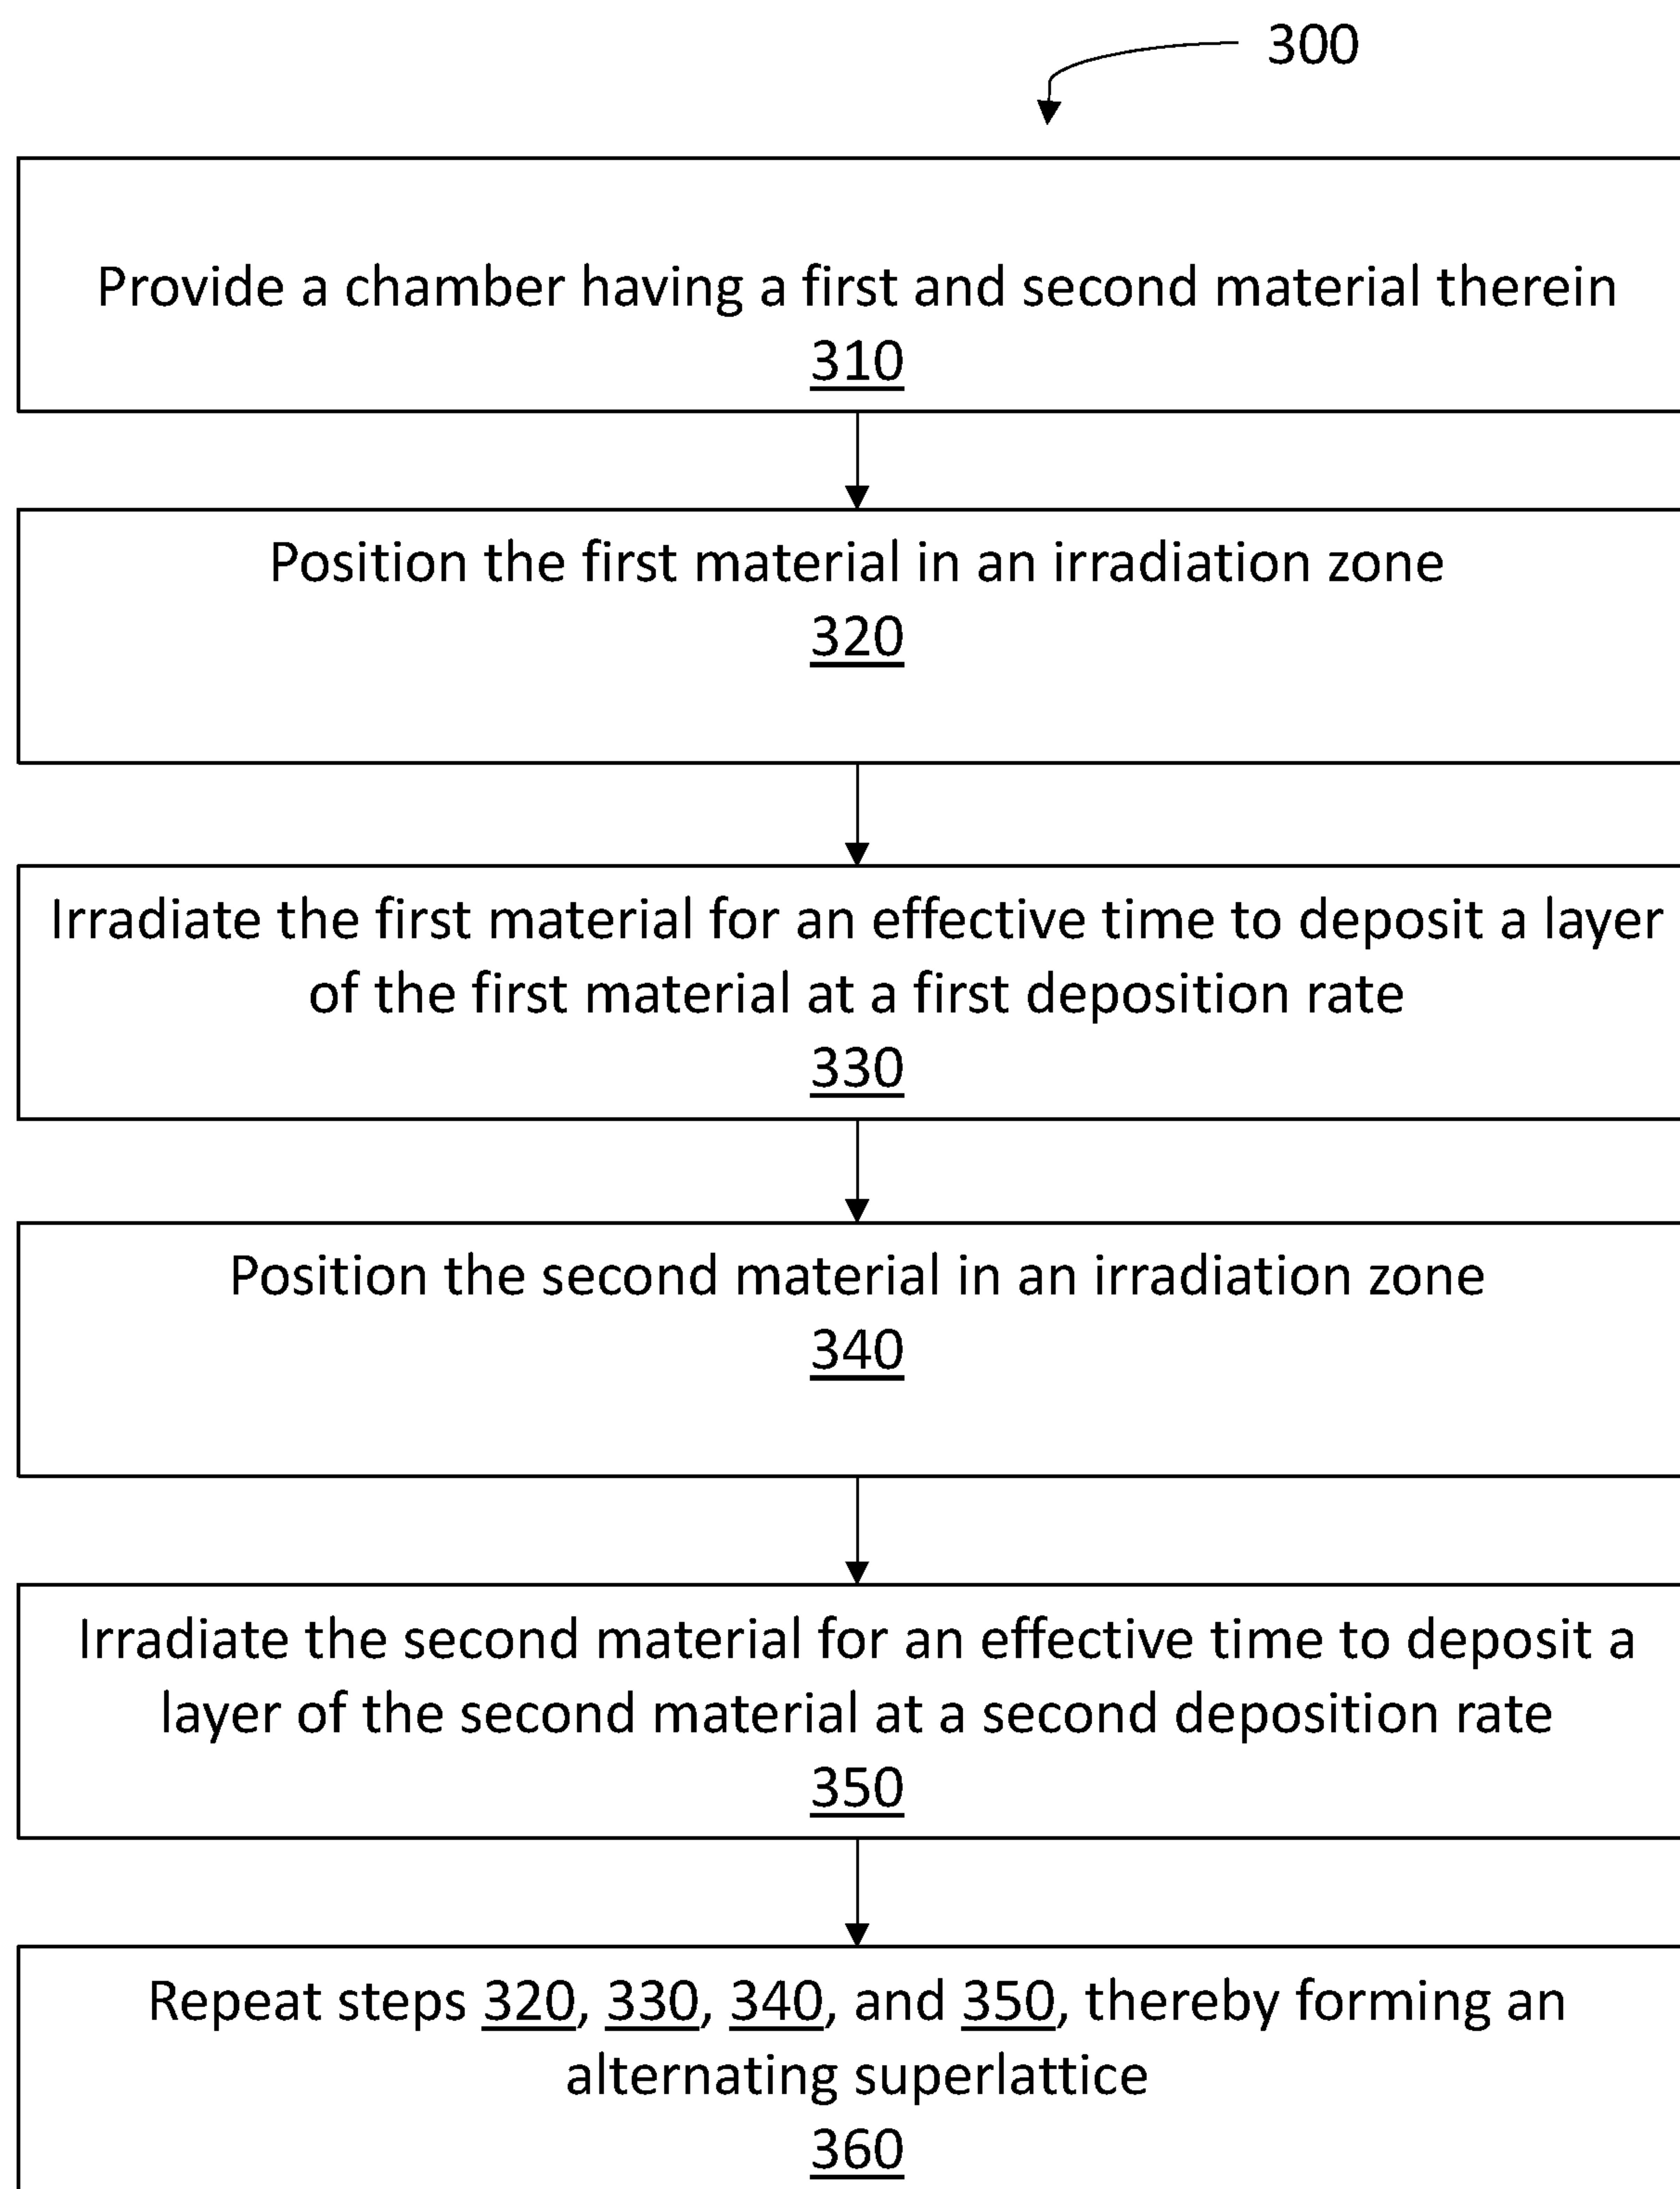 300
Provide a chamber having a first and second material therein
310
Position the first material in an irradiation zone
320
Irradiate the first material for an effective time to deposit a layer
of the first material at a first deposition rate
330
Position the second material in an irradiation zone
340
Irradiate the second material for an effective time to deposit a
layer of the second material at a second deposition rate
350
Repeat steps 320, 330, 340, and 350, thereby forming an
alternating superlattice
360